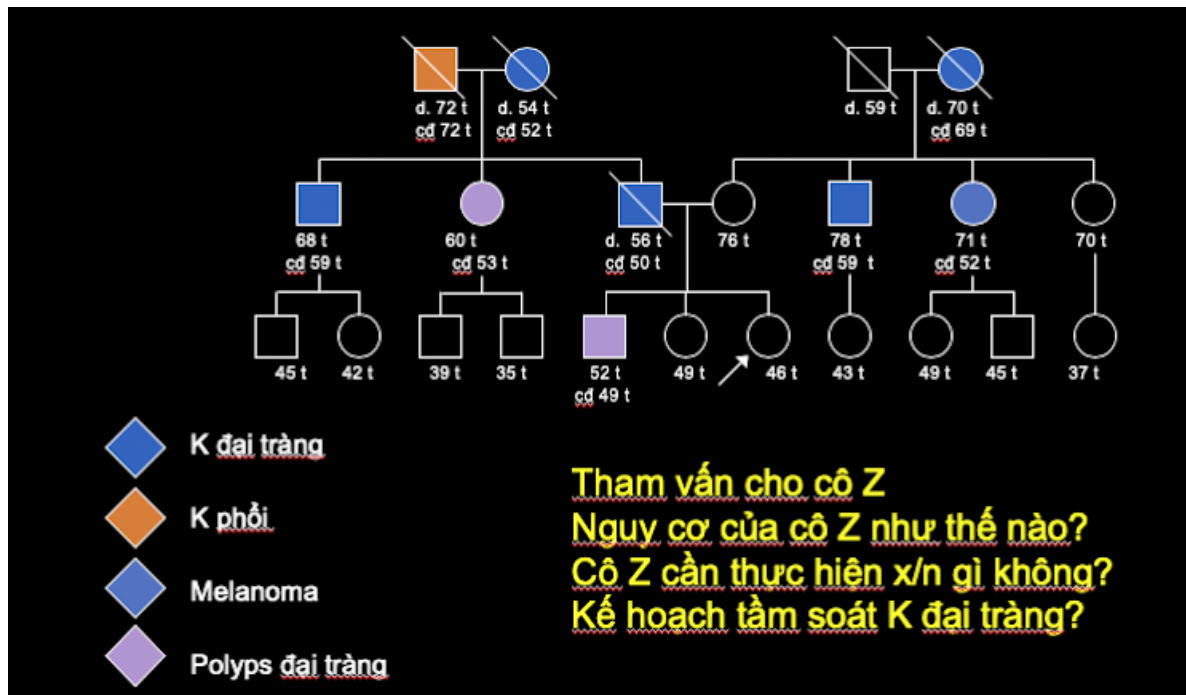 d. 72 t d. 54 t d. 59 t d. 70 t
cđ 72 t cđ 52 t cđ 69 t
68 t 60 t d. 56 t 76 t 78 t 71 t 70 t
cđ 59 t cđ 53 t cđ 50 t cđ 59 t cđ 52 t
45 t 42 t 39 t 35 t 52 t 49 t 46 t 43 t 49 t 45 t 37 t
cđ 49 t
K đại tràng
K phổi
Melanoma
Polyps đại tràng
Tham vấn cho cô Z
Nguy cơ của cô Z như thế nào?
Cô Z cần thực hiện x/n gì không?
Kế hoạch tầm soát K đại tràng?